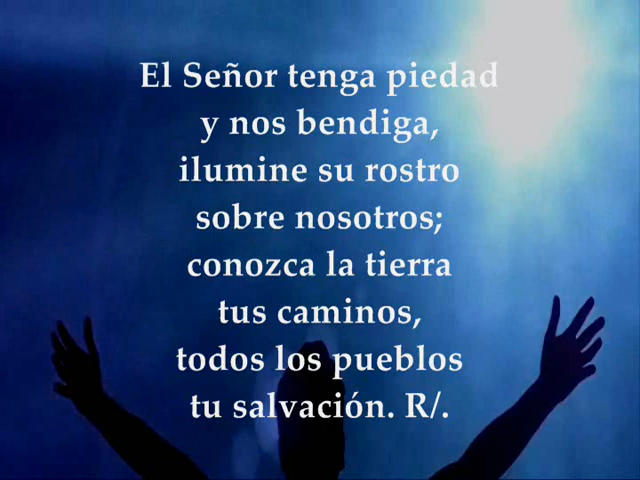 El Señor tenga piedad
y nos bendiga,
ilumine su rostro
sobre nosotros;
conozca la tierra
tus caminos,
todos los pueblos
tu salvación. R/.